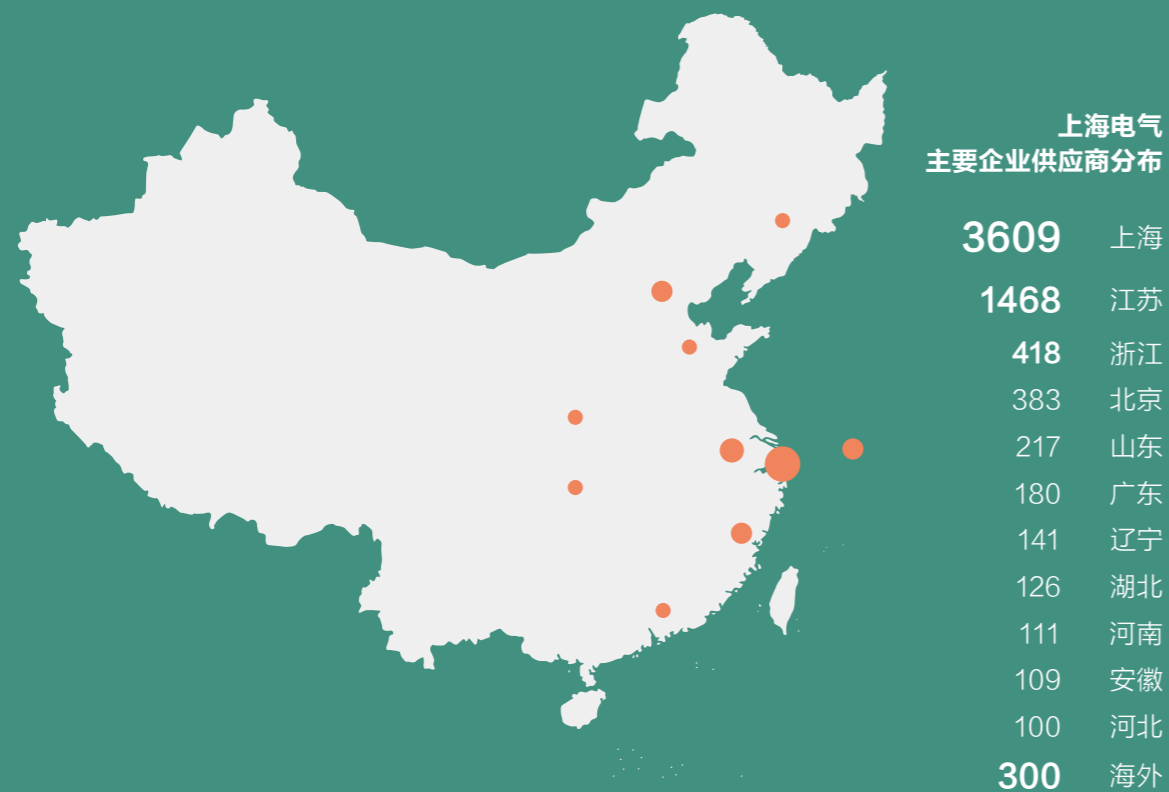 上海电气
主要企业供应商分布
3609 上海
1468 江苏
418 浙江
383 北京
217 山东
180 广东
141 辽宁
126 湖北
111 河南
109 安徽
100 河北
300 海外